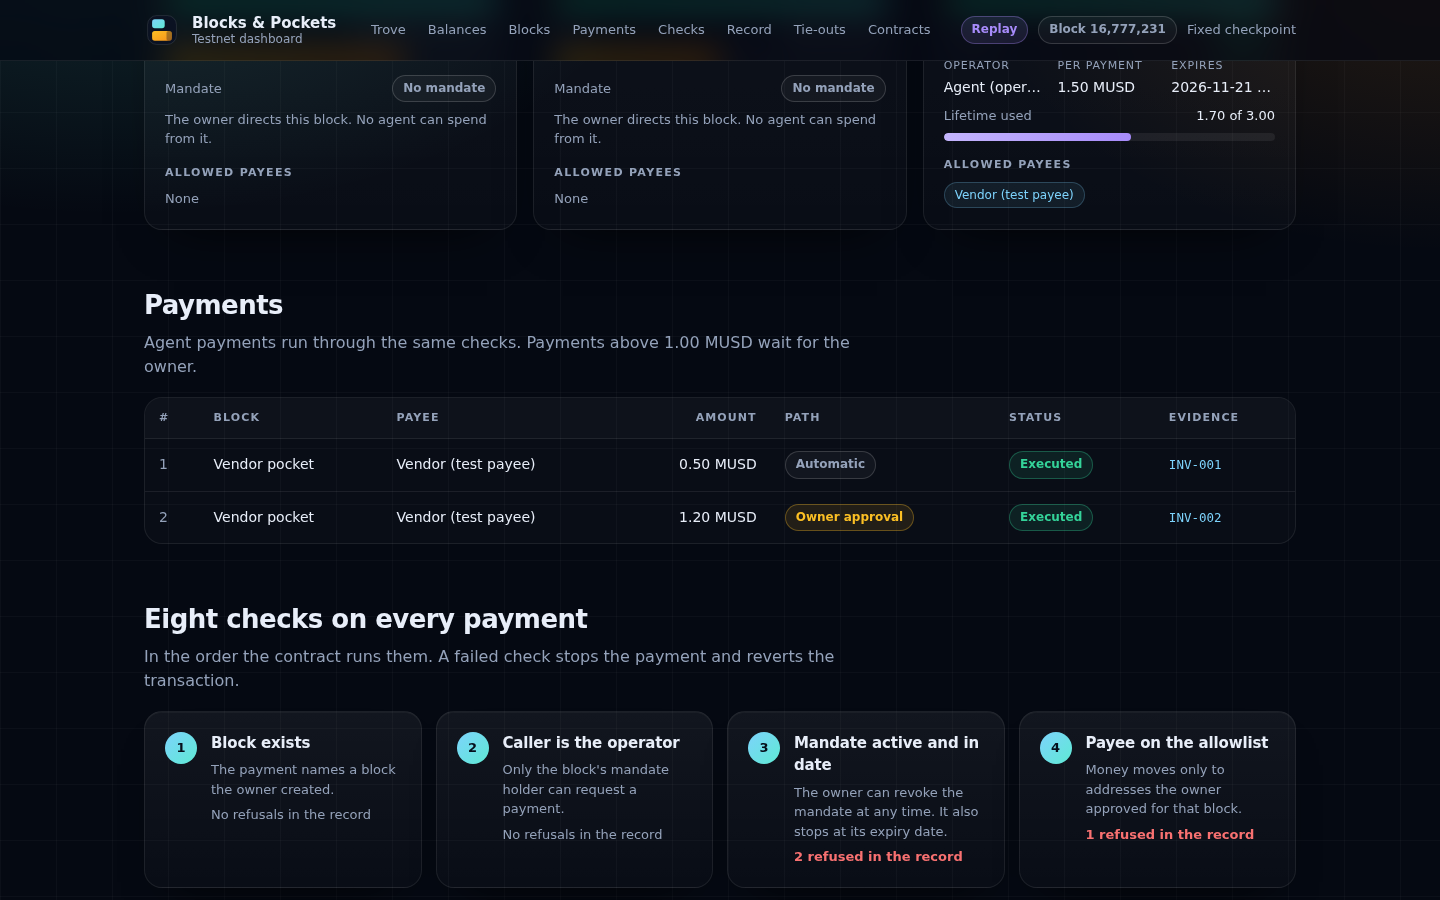 Blocks & Pockets
Testnet dashboard
Trove Balances Blocks Payments Checks Record Tie-outs Contracts
Replay Block 16,777,231 Fixed checkpoint
Mandate No mandate
The owner directs this block. No agent can spend
from it.
ALLOWED PAYEES
None
Mandate No mandate
The owner directs this block. No agent can spend
from it.
ALLOWED PAYEES
None
OPERATOR PER PAYMENT EXPIRES
Agent (oper… 1.50 MUSD 2026-11-21 …
Lifetime used 1.70 of 3.00
ALLOWED PAYEES
Vendor (test payee)
Payments
Agent payments run through the same checks. Payments above 1.00 MUSD wait for the
owner.
# BLOCK PAYEE AMOUNT PATH STATUS EVIDENCE
1 Vendor pocket Vendor (test payee) 0.50 MUSD Automatic Executed INV-001
2 Vendor pocket Vendor (test payee) 1.20 MUSD Owner approval Executed INV-002
Eight checks on every payment
In the order the contract runs them. A failed check stops the payment and reverts the
transaction.
1 Block exists
The payment names a block
the owner created.
No refusals in the record
2 Caller is the operator
Only the block's mandate
holder can request a
payment.
No refusals in the record
3 Mandate active and in
date
The owner can revoke the
mandate at any time. It also
stops at its expiry date.
2 refused in the record
4 Payee on the allowlist
Money moves only to
addresses the owner
approved for that block.
1 refused in the record